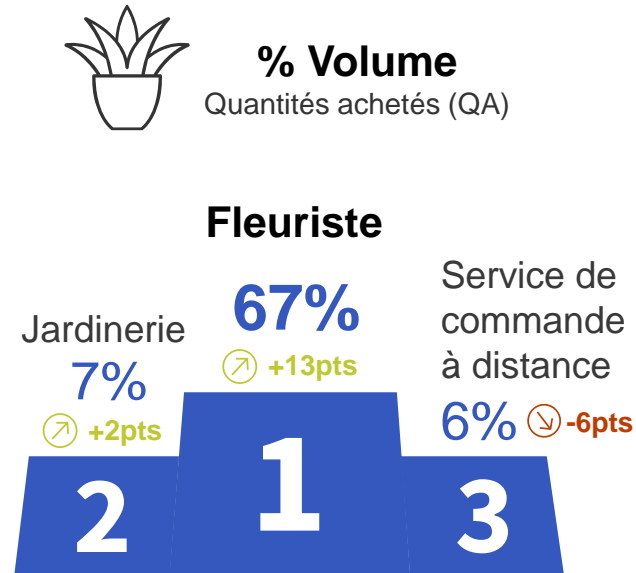 % Volume
Quantités achetés (QA)
Fleuriste
67%
+13pts
Jardinerie
7%
+2pts
Service de
commande
à distance
6% -6pts
1
2
3